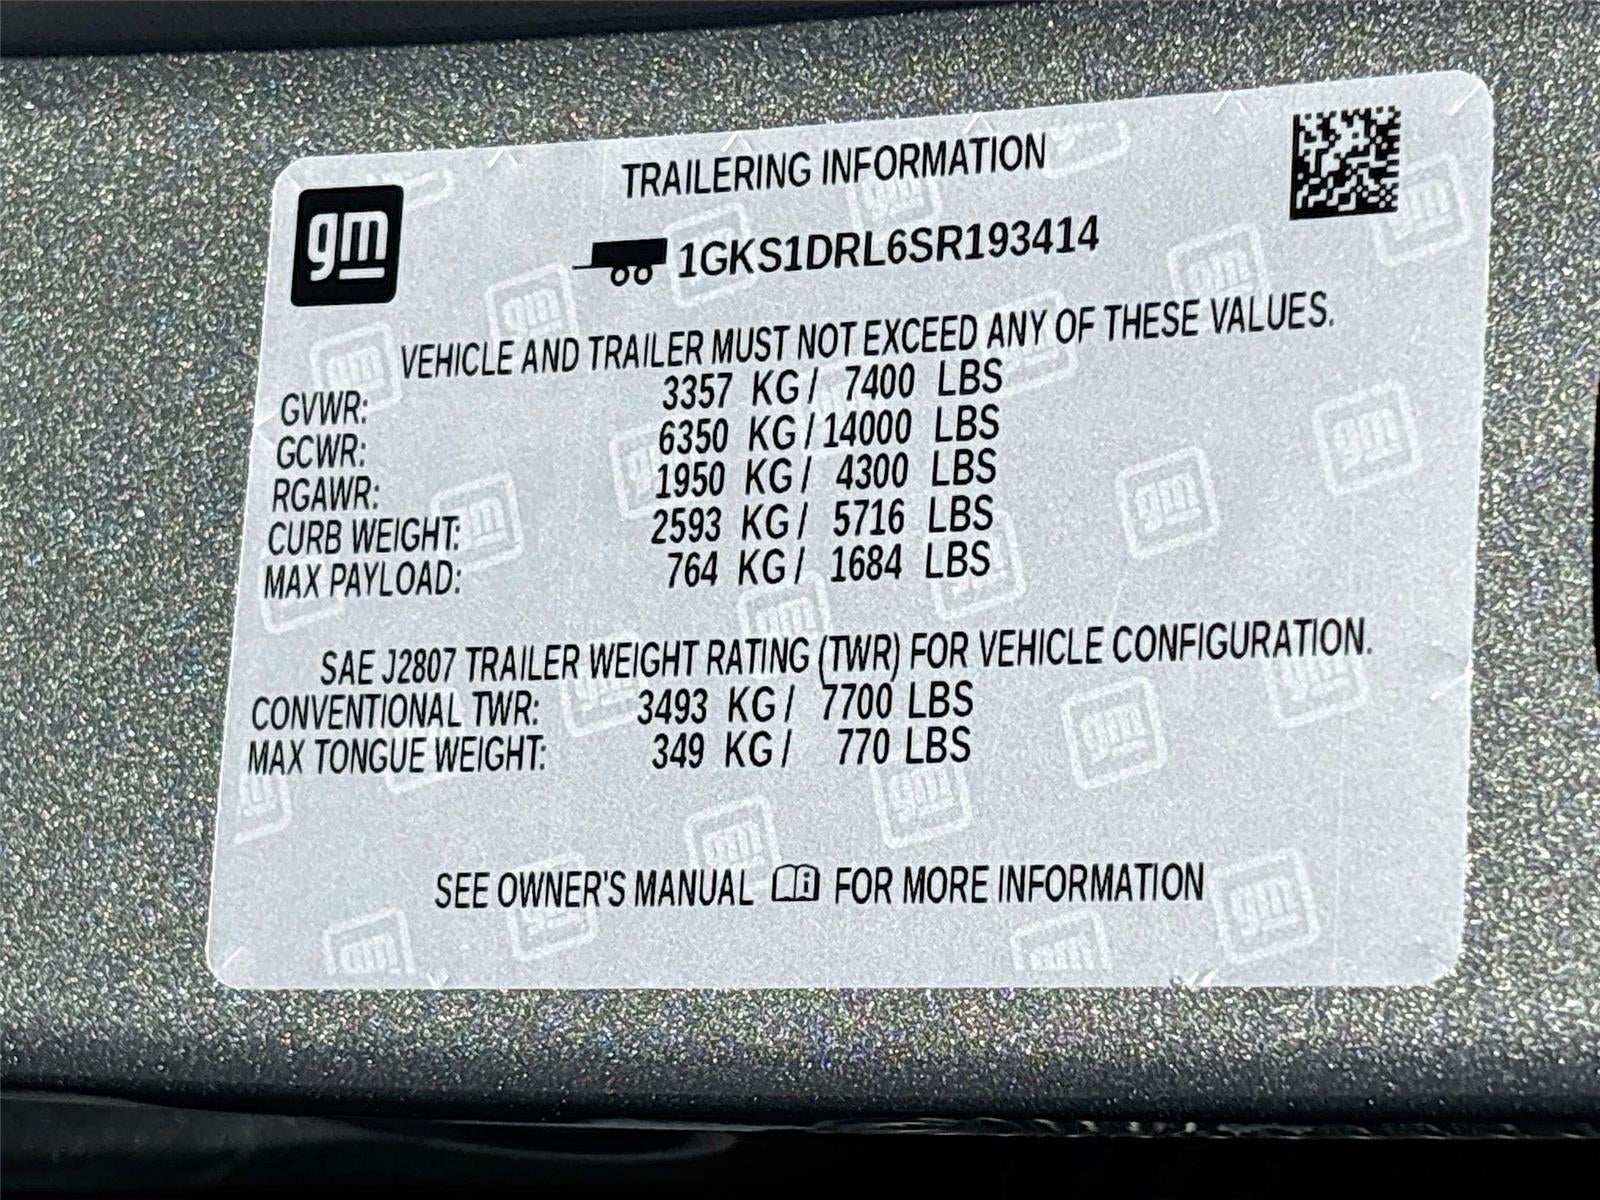 gm
TRAILERING INFORMATION
1GKS1DRL6SR193414
VEHICLE AND TRAILER MUST NOT EXCEED ANY OF THESE VALUES.
GVWR: 3357 KG / 7400 LBS
GCWR: 6350 KG / 14000 LBS
RGAWR: 1950 KG / 4300 LBS
CURB WEIGHT: 2593 KG / 5716 LBS
MAX PAYLOAD: 764 KG / 1684 LBS
SAE J2807 TRAILER WEIGHT RATING (TWR) FOR VEHICLE CONFIGURATION.
CONVENTIONAL TWR: 3493 KG / 7700 LBS
MAX TONGUE WEIGHT: 349 KG / 770 LBS
SEE OWNER'S MANUAL FOR MORE INFORMATION